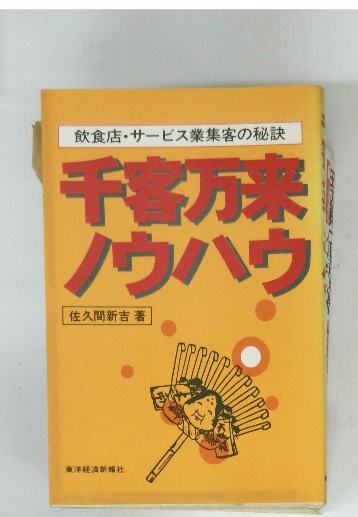 飲食店・サービス業集客の秘訣
千客万来
ノウハウ
佐久間新吉 著
東洋経済新報社